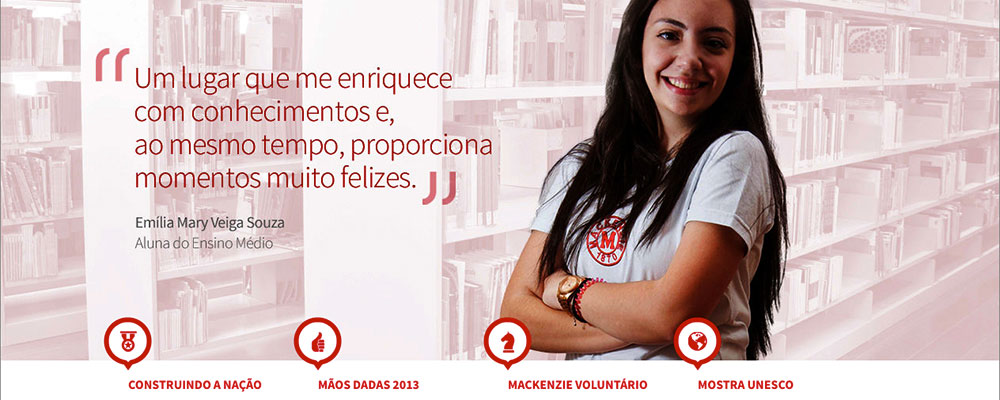 Um lugar que me enriquece
com conhecimentos e,
ao mesmo tempo, proporciona
momentos muito felizes.
Emília Mary Veiga Souza
Aluna do Ensino Médio
M
1870
CONSTRUINDO A NAÇÃO
MÃOS DADAS 2013
MACKENZIE VOLUNTÁRIO
MOSTRA UNESCO